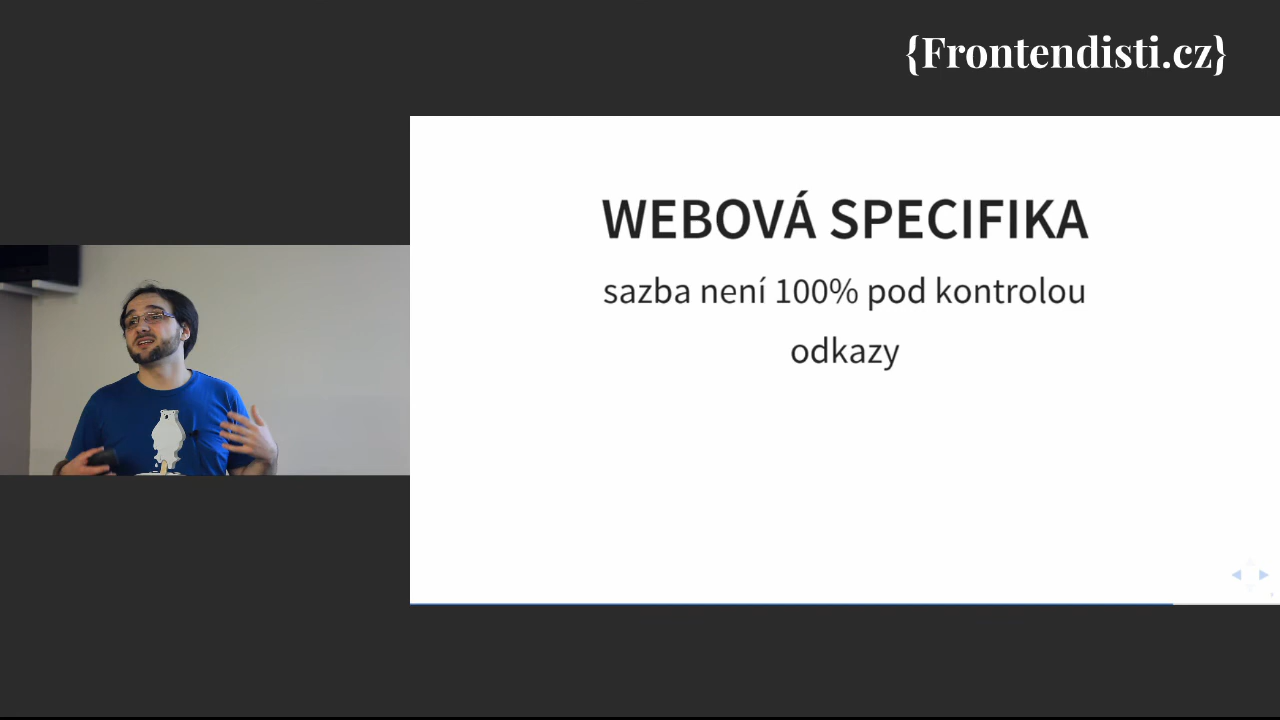 {Frontendisti.cz}
WEBOVÁ SPECIFIKA
sazba není 100% pod kontrolou
odkazy